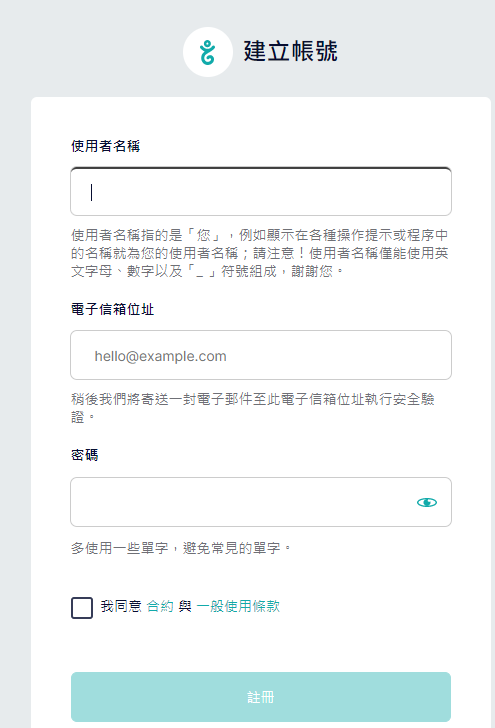 建立帳號
使用者名稱
使用者名稱指的是「您」，例如顯示在各種操作提示或程序中
的名稱就為您的使用者名稱；請注意！使用者名稱僅能使用英
文字母、數字以及「_」符號組成，謝謝您。
電子信箱位址
hello@example.com
稍後我們將寄送一封電子郵件至此電子信箱位址執行安全驗
證。
密碼
多使用一些單字，避免常見的單字。
我同意 合約 與 一般使用條款
註冊